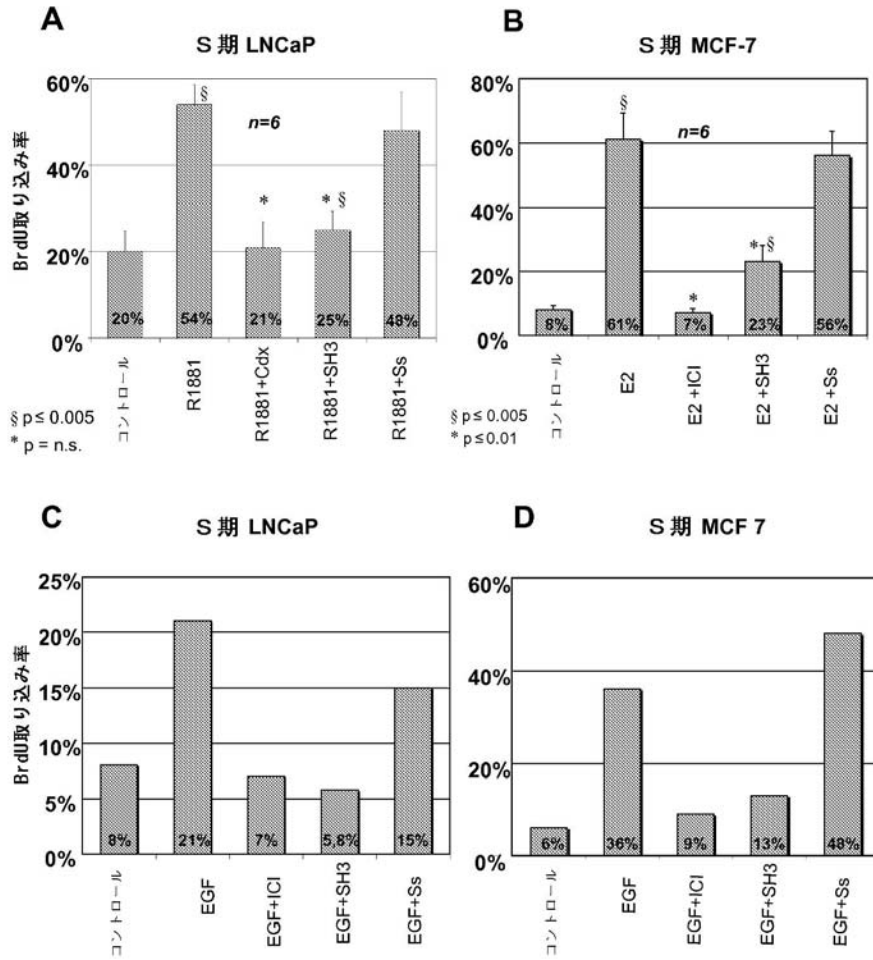 A
S期 LNCaP
60%
40%
20%
0%
BrdU取り込み率
n=6
§
*
* §
20%
54%
21%
25%
48%
コントロール
R1881
R1881+Cdx
R1881+SH3
R1881+Ss
§ p≤ 0.005
* p = n.s.
B
S期 MCF-7
80%
60%
40%
20%
0%
n=6
§
*
*·§
8%
61%
7%
23%
56%
コントロール
E2
E2 +ICI
E2 +SH3
E2 +Ss
§ p≤ 0.005
* p≤0.01
C
S期 LNCaP
25%
20%
15%
10%
5%
0%
BrdU取り込み率
8%
21%
7%
5,8%
15%
コントロール
EGF
EGF+ICI
EGF+SH3
EGF+Ss
D
S期 MCF 7
60%
40%
20%
0%
6%
36%
9%
13%
48%
コントロール
EGF
EGF+ICI
EGF+SH3
EGF+Ss